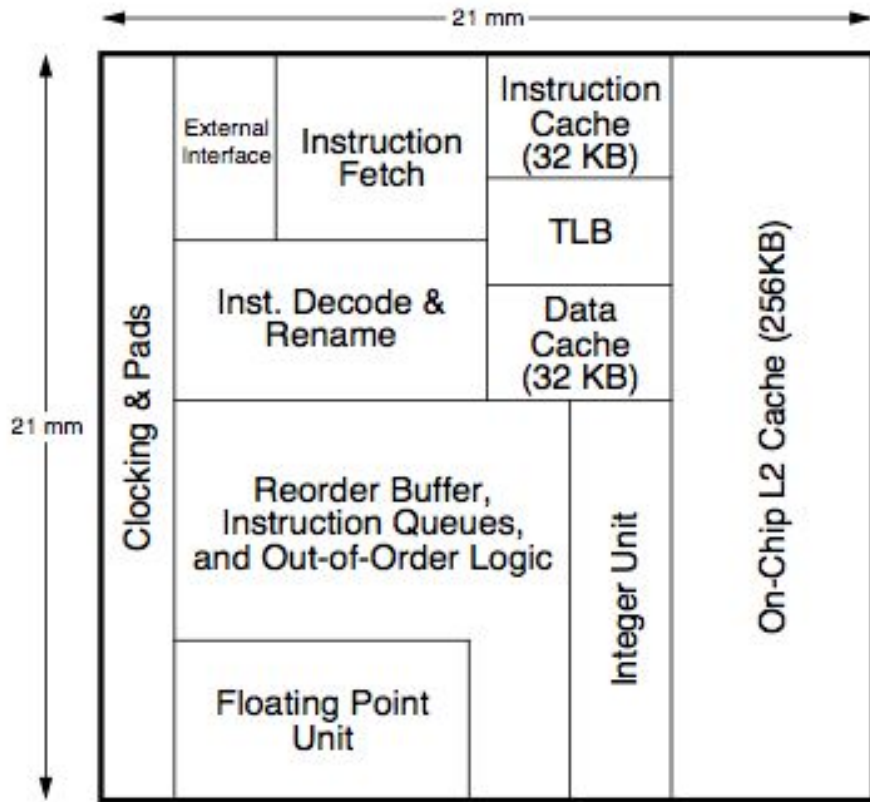 21 mm
External
Interface
Instruction
Fetch
Instruction
Cache
(32 KB)
TLB
Inst. Decode &
Rename
Data
Cache
(32 KB)
Clocking & Pads
21 mm
Reorder Buffer,
Instruction Queues,
and Out-of-Order Logic
Integer Unit
On-Chip L2 Cache (256KB)
Floating Point
Unit